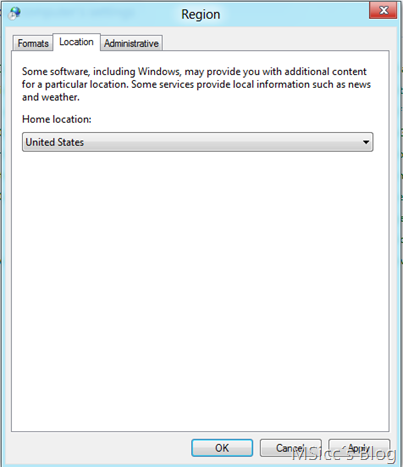 Region
Formats
Location
Administrative
Some software, including Windows, may provide you with additional content
for a particular location. Some services provide local information such as news
and weather.
Home location:
United States
OK
Cancel
Apply
MSicc´s Blog